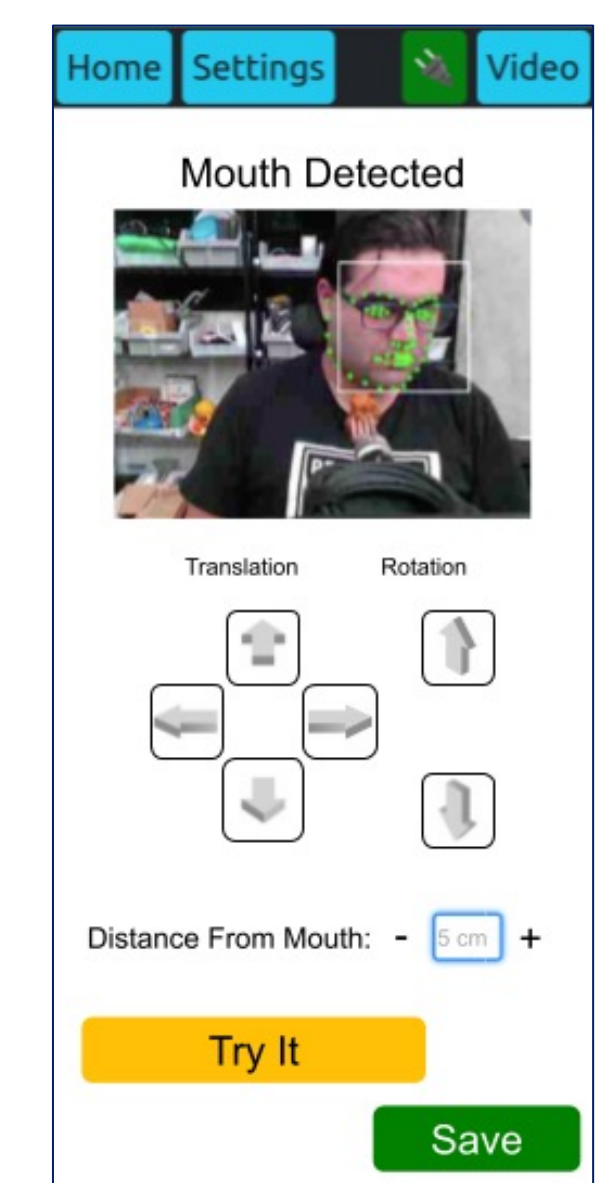 Home Settings Video
Mouth Detected
Translation Rotation
Distance From Mouth: - 5 cm +
Try It
Save